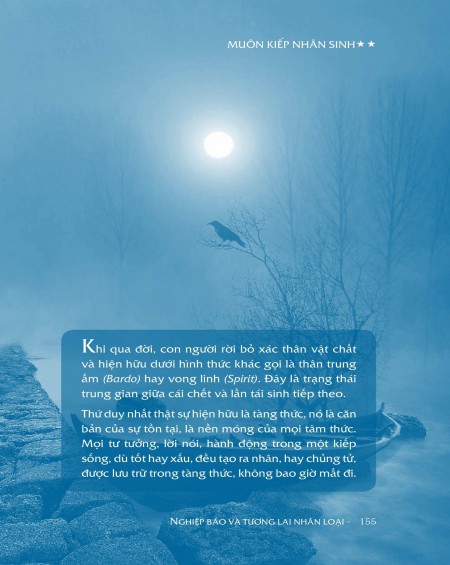 MUÔN KIẾP NHÂN SINH★★
Khi qua đời, con người rời bỏ xác thân vật chất
và hiện hữu dưới hình thức khác gọi là thân trung
ấm (Bardo) hay vong linh (Spirit). Đây là trạng thái
trung gian giữa cái chết và lần tái sinh tiếp theo.
Thứ duy nhất thật sự hiện hữu là tàng thức, nó là căn
bản của sự tồn tại, là nền móng của mọi tâm thức.
Mọi tư tưởng, lời nói, hành động trong một kiếp
sống, dù tốt hay xấu, đều tạo ra nhân, hay chủng tử,
được lưu trữ trong tàng thức, không bao giờ mất đi.
NGHIỆP BÁO VÀ TƯƠNG LAI NHÂN LOẠI - 155